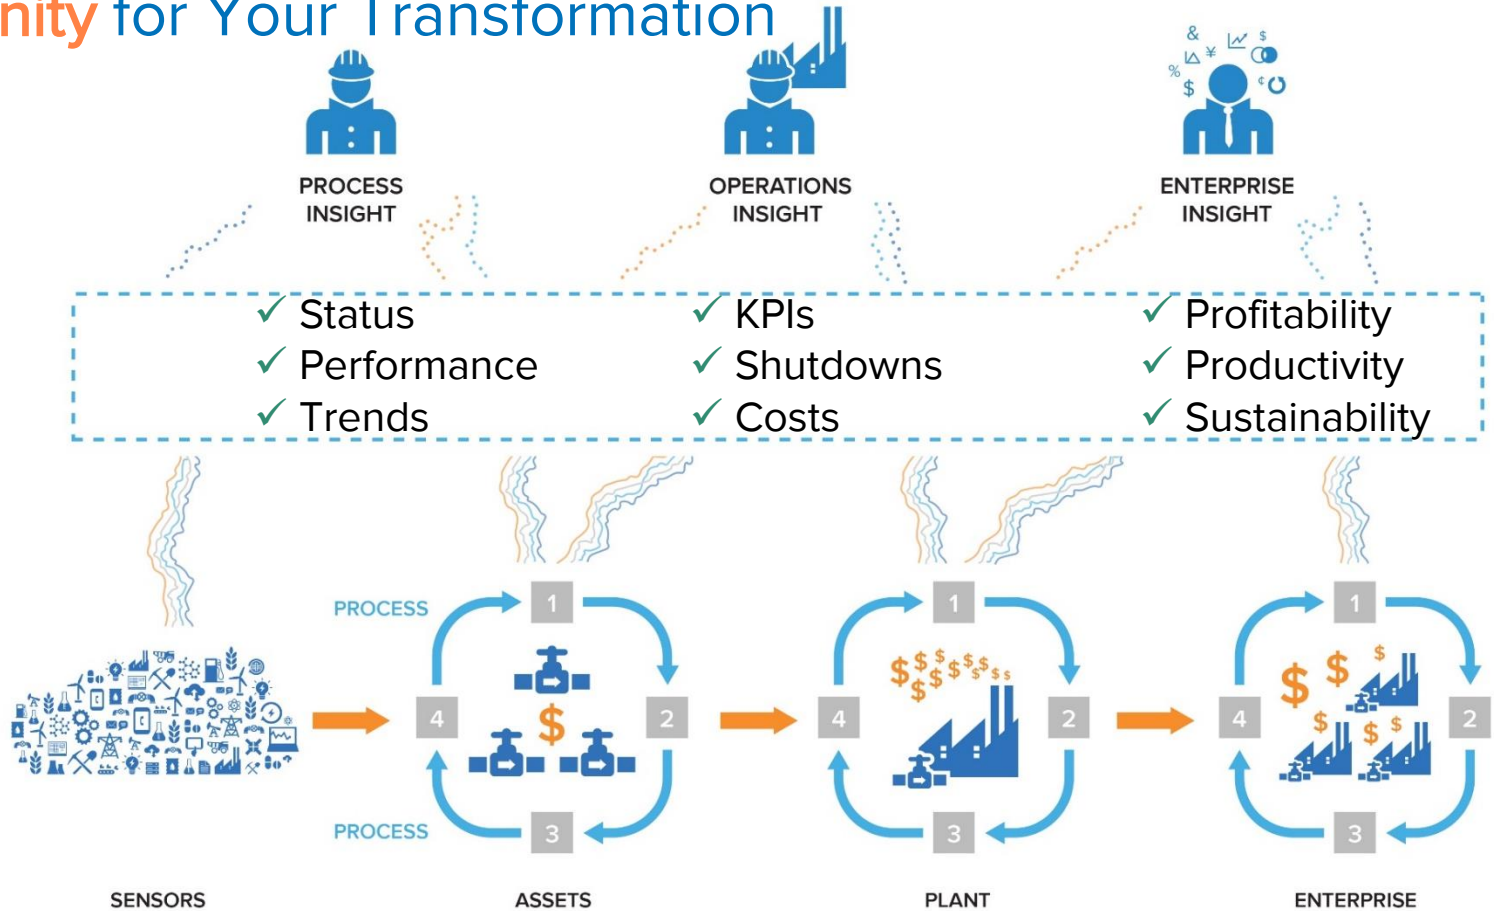 nity for Your Transformation
& $ ¥ % $ ¢
PROCESS
INSIGHT
OPERATIONS
INSIGHT
ENTERPRISE
INSIGHT
✓ Status
✓ Performance
✓ Trends
✓ KPIs
✓ Shutdowns
✓ Costs
✓ Profitability
✓ Productivity
✓ Sustainability
PROCESS
1
2
3
4
$
PROCESS
1
2
3
4
$ $ $ $ $ $ $ $ $ $ $ $
1
2
3
4
$ $ $ $ $ $
SENSORS
ASSETS
PLANT
ENTERPRISE